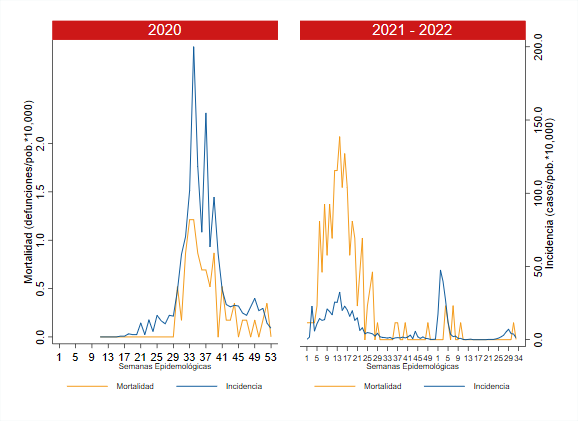 2020
2021 - 2022
Mortalidad (defunciones/pob.*10,000)
0.0 0.5 1.0 1.5 2.0
Incidencia (casos/pob.*10,000)
0.0 50.0 100.0 150.0 200.0
1 5 9 13 17 21 25 29 33 37 41 45 49 53
1 5 9 13 17 21 25 29 33 37 41 45 49 1 5 9 13 17 21 25 29 34
Semanas Epidemológicas
Semanas Epidemológicas
Mortalidad Incidencia
Mortalidad Incidencia